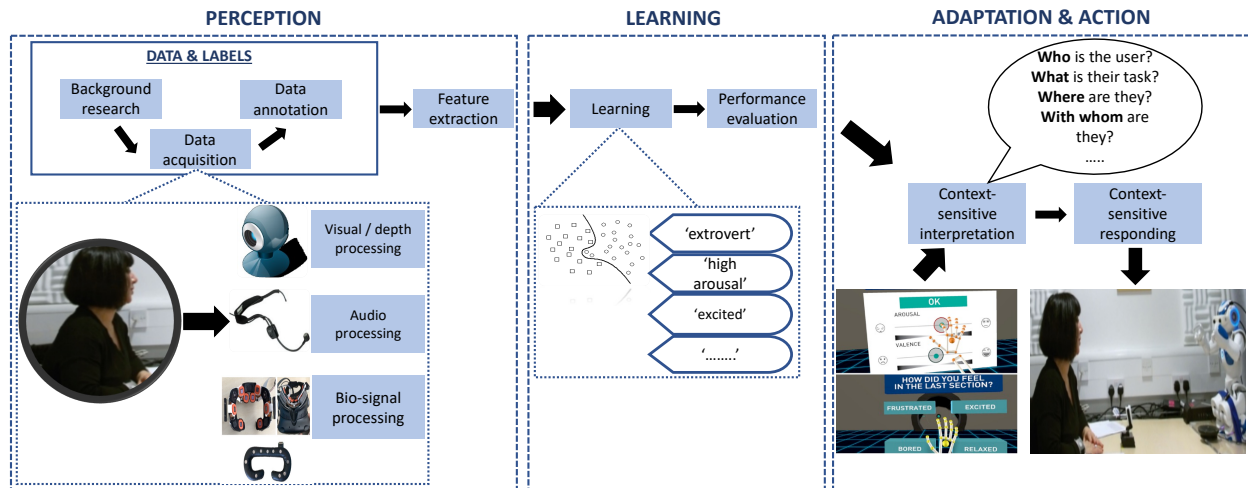 PERCEPTION
DATA & LABELS
Background
research
Data
acquisition
Data
annotation
Feature
extraction
Visual / depth
processing
Audio
processing
Bio-signal
processing
LEARNING
Learning
Performance
evaluation
‘extrovert’
‘high
arousal’
‘excited’
‘........’
ADAPTATION & ACTION
Who is the user?
What is their task?
Where are they?
With whom are
they?
.....
Context-
sensitive
interpretation
Context-
sensitive
responding
OK
AROUSAL
VALENCE
HOW DID YOU FEEL
IN THE LAST SECTION?
FRUSTRATED
EXCITED
BORED
RELAXED